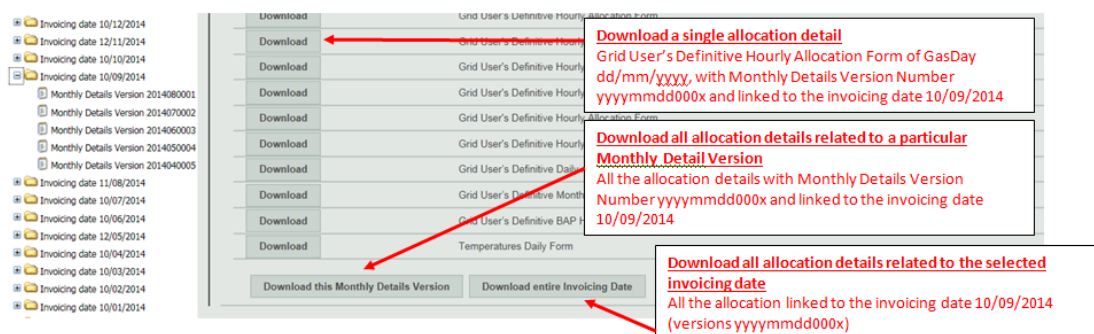 Invoicing date 10/12/2014
Invoicing date 12/11/2014
Invoicing date 10/10/2014
Invoicing date 10/09/2014
Monthly Details Version 2014080001
Monthly Details Version 2014070002
Monthly Details Version 2014060003
Monthly Details Version 2014050004
Monthly Details Version 2014040005
Invoicing date 11/08/2014
Invoicing date 10/07/2014
Invoicing date 10/06/2014
Invoicing date 12/05/2014
Invoicing date 10/04/2014
Invoicing date 10/03/2014
Invoicing date 10/02/2014
Invoicing date 10/01/2014
Download Grid User's Definitive Hourly Allocation Form
Download Grid User's Definitive Hourly
Download Grid User's Definitive Hourly
Download Grid User's Definitive Hourly
Download Grid User's Definitive Hourly Allocation Form
Download Grid User's Definitive Hourly
Download Grid User's Definitive Daily
Download Grid User's Definitive Month
Download Grid User's Definitive BAP H
Download Temperatures Daily Form
Download this Monthly Details Version Download entire Invoicing Date
Download a single allocation detail
Grid User's Definitive Hourly Allocation Form of GasDay
dd/mm/yyyy, with Monthly Details Version Number
yyyymmdd000x and linked to the invoicing date 10/09/2014
Download all allocation details related to a particular
Monthly Detail Version
All the allocation details with Monthly Details Version
Number yyyymmdd000x and linked to the invoicing date
10/09/2014
Download all allocation details related to the selected
invoicing date
All the allocation linked to the invoicing date 10/09/2014
(versions yyyymmdd000x)